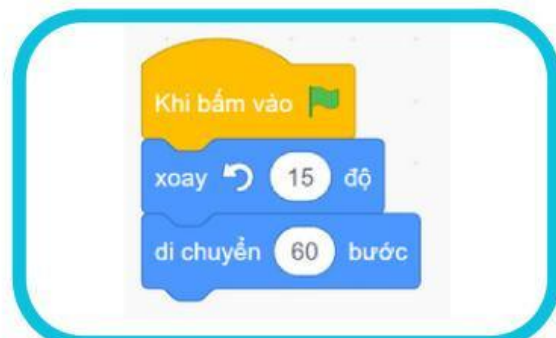 Khi bấm vào
xoay 15 độ
di chuyển 60 bước